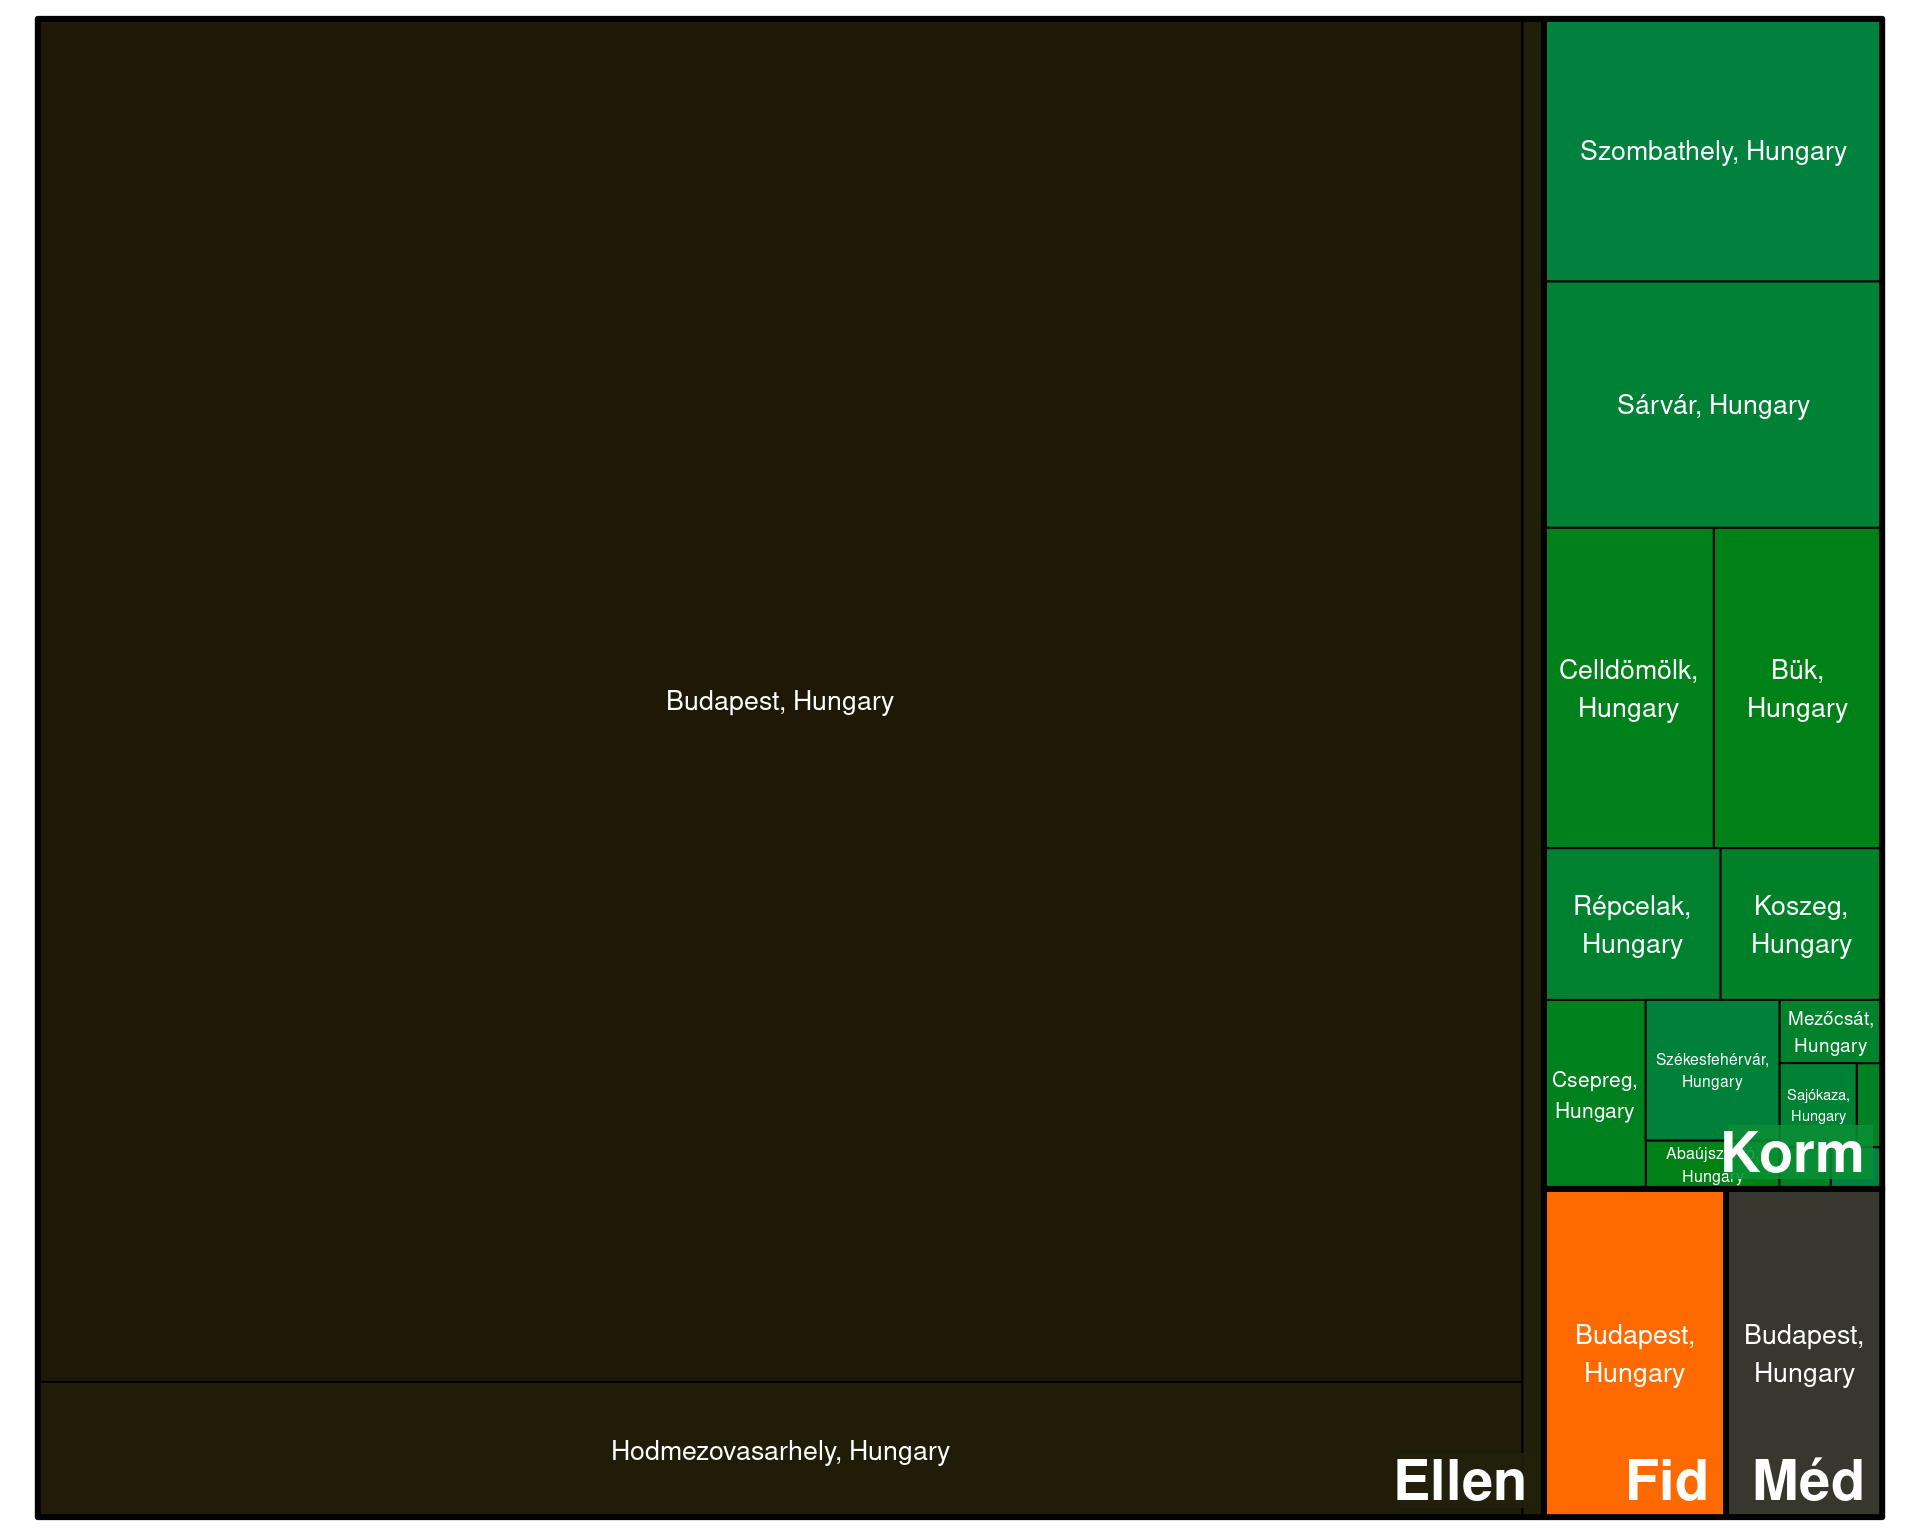 Budapest, Hungary
Hodmezovasarhely, Hungary
Ellen
Szombathely, Hungary
Sárvár, Hungary
Celldömölk,
Hungary
Bük,
Hungary
Répcelak,
Hungary
Koszeg,
Hungary
Csepreg,
Hungary
Székesfehérvár,
Hungary
Mezőcsát,
Hungary
Sajókaza,
Hungary
Hungary
Korm
Budapest,
Hungary
Fid
Budapest,
Hungary
Méd